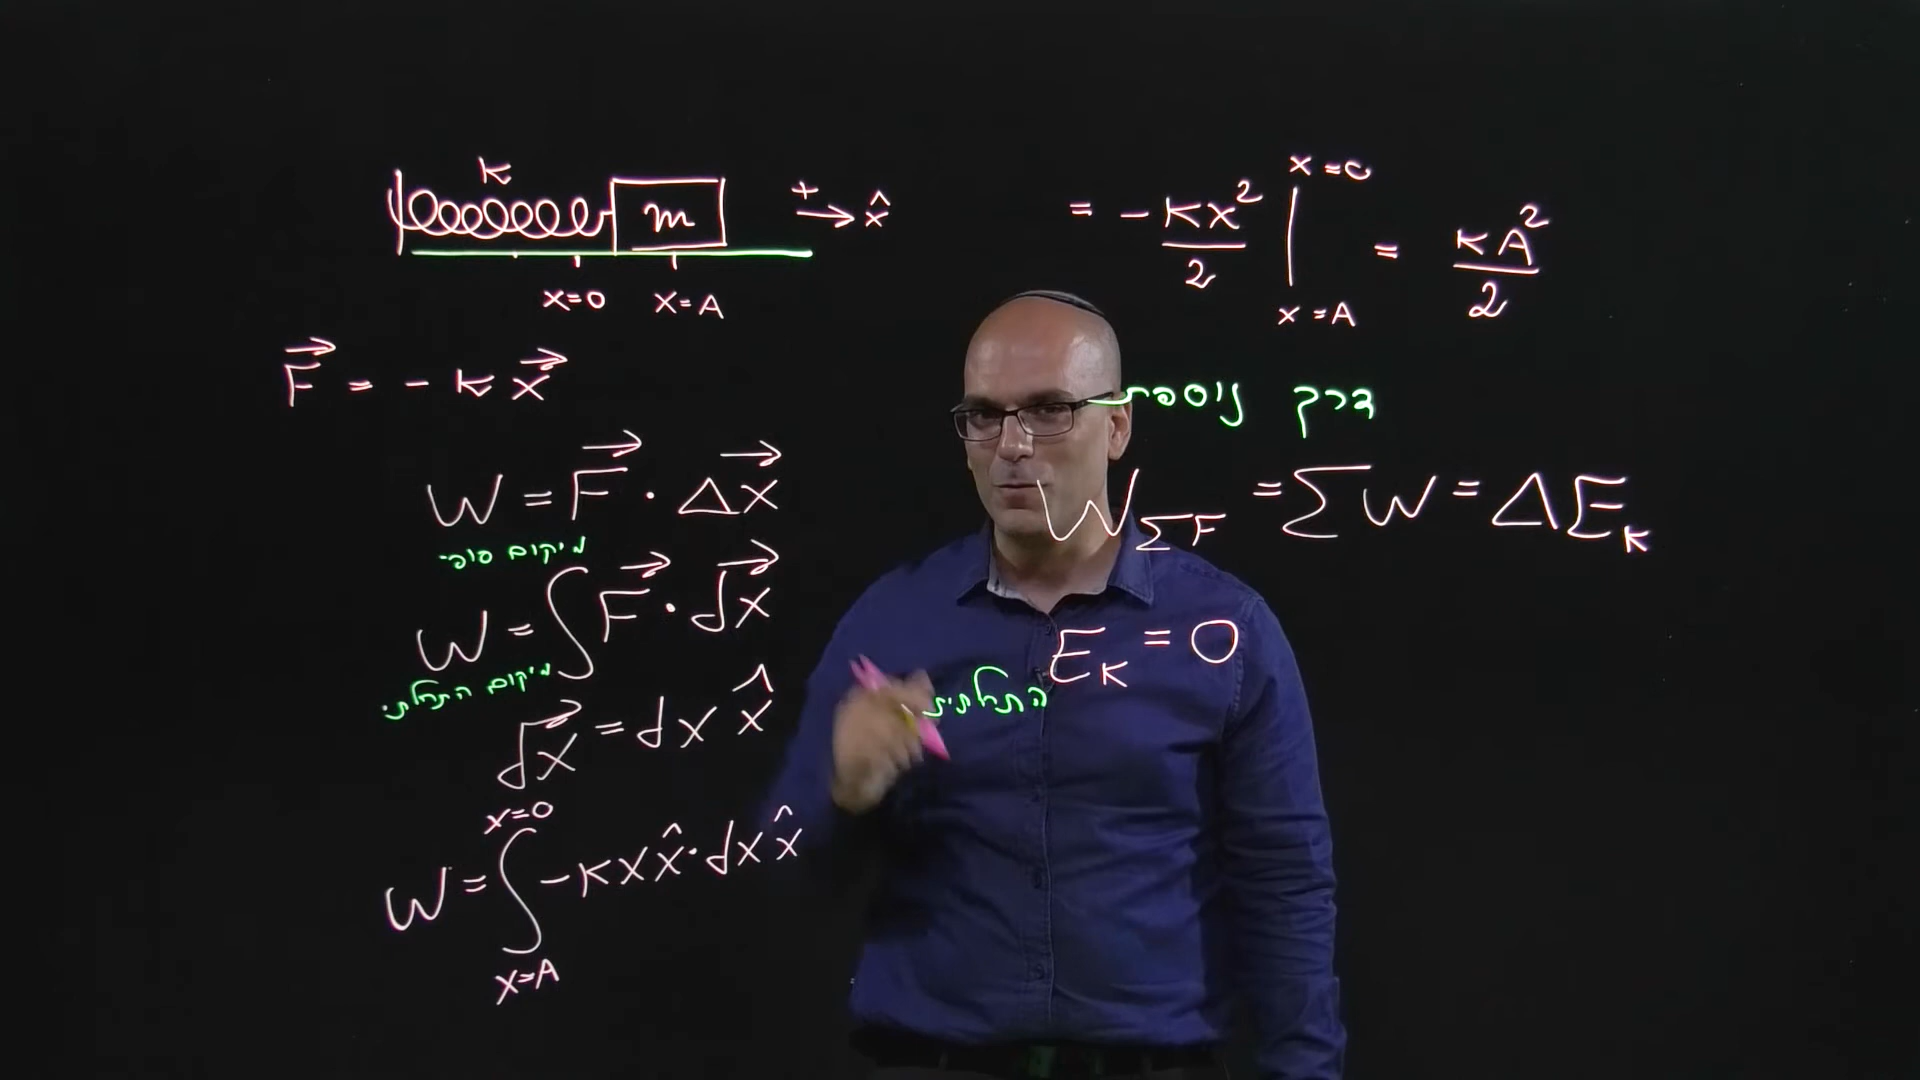 K
m
+ → x̂
x=0 x=A
F⃗ = - K x⃗
W = F⃗ · Δx⃗
מיקום סופי
W = ∫ F⃗ · dx⃗
מיקום התחלתי
dx⃗ = dx x̂
x=0
W = ∫ -Kx x̂ · dx x̂
x=A
x=0
= - Kx²/2 | = KA²/2
x=A
דרך נוספת
W_ΣF = ΣW = ΔE_K
E_K = 0
התחלתית